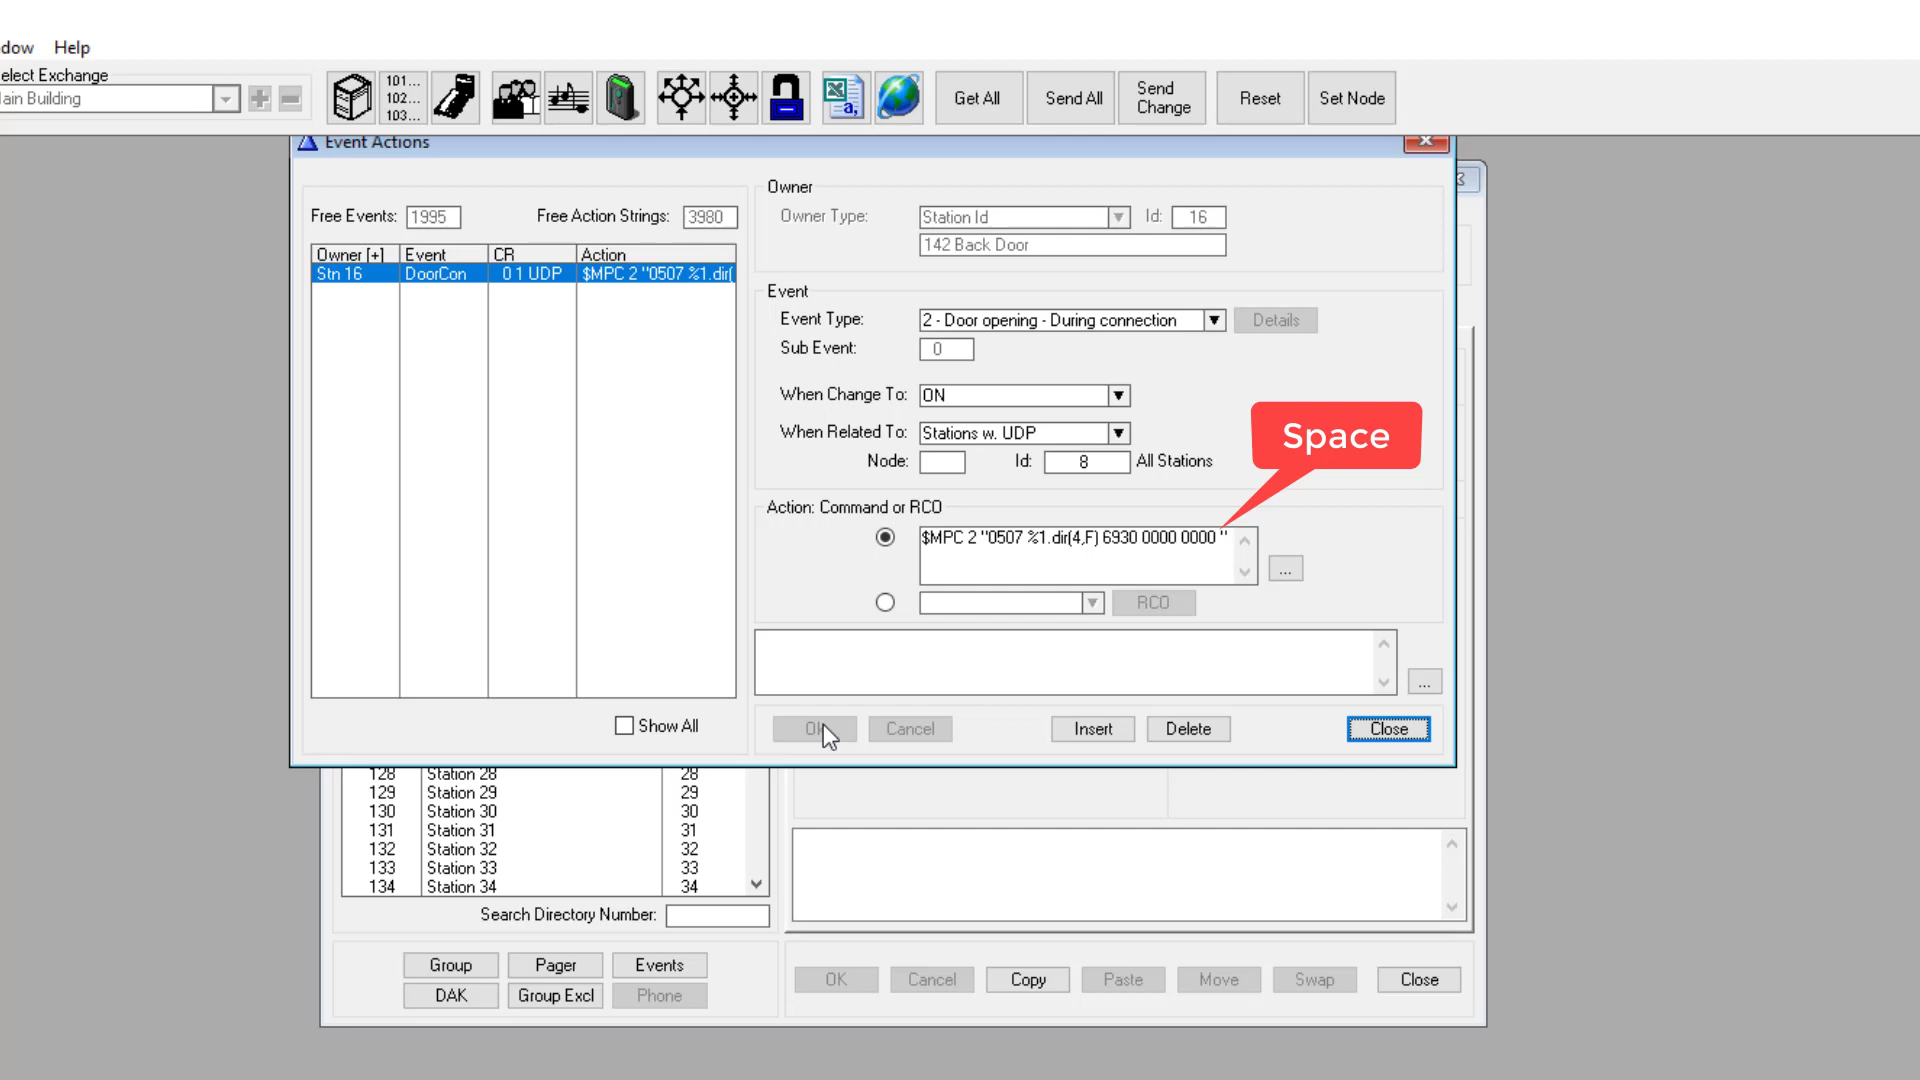 dow Help
elect Exchange
ain Building
101...
102...
103...
a,
Get All
Send All
Send
Change
Reset
Set Node
Event Actions
Free Events: 1995 Free Action Strings: 3980
Owner [+] Event CR Action
Stn 16 DoorCon 0 1 UDP $MPC 2 "0507 %1.dir(
Show All
Owner
Owner Type: Station Id Id: 16
142 Back Door
Event
Event Type: 2 - Door opening - During connection Details
Sub Event: 0
When Change To: ON
When Related To: Stations w. UDP
Node: Id: 8 All Stations
Space
Action: Command or RCO
$MPC 2 "0507 %1.dir(4,F) 6930 0000 0000 "
...
RCO
...
OK Cancel Insert Delete Close
128 Station 28 28
129 Station 29 29
130 Station 30 30
131 Station 31 31
132 Station 32 32
133 Station 33 33
134 Station 34 34
Search Directory Number:
Group Pager Events
DAK Group Excl Phone
OK Cancel Copy Paste Move Swap Close